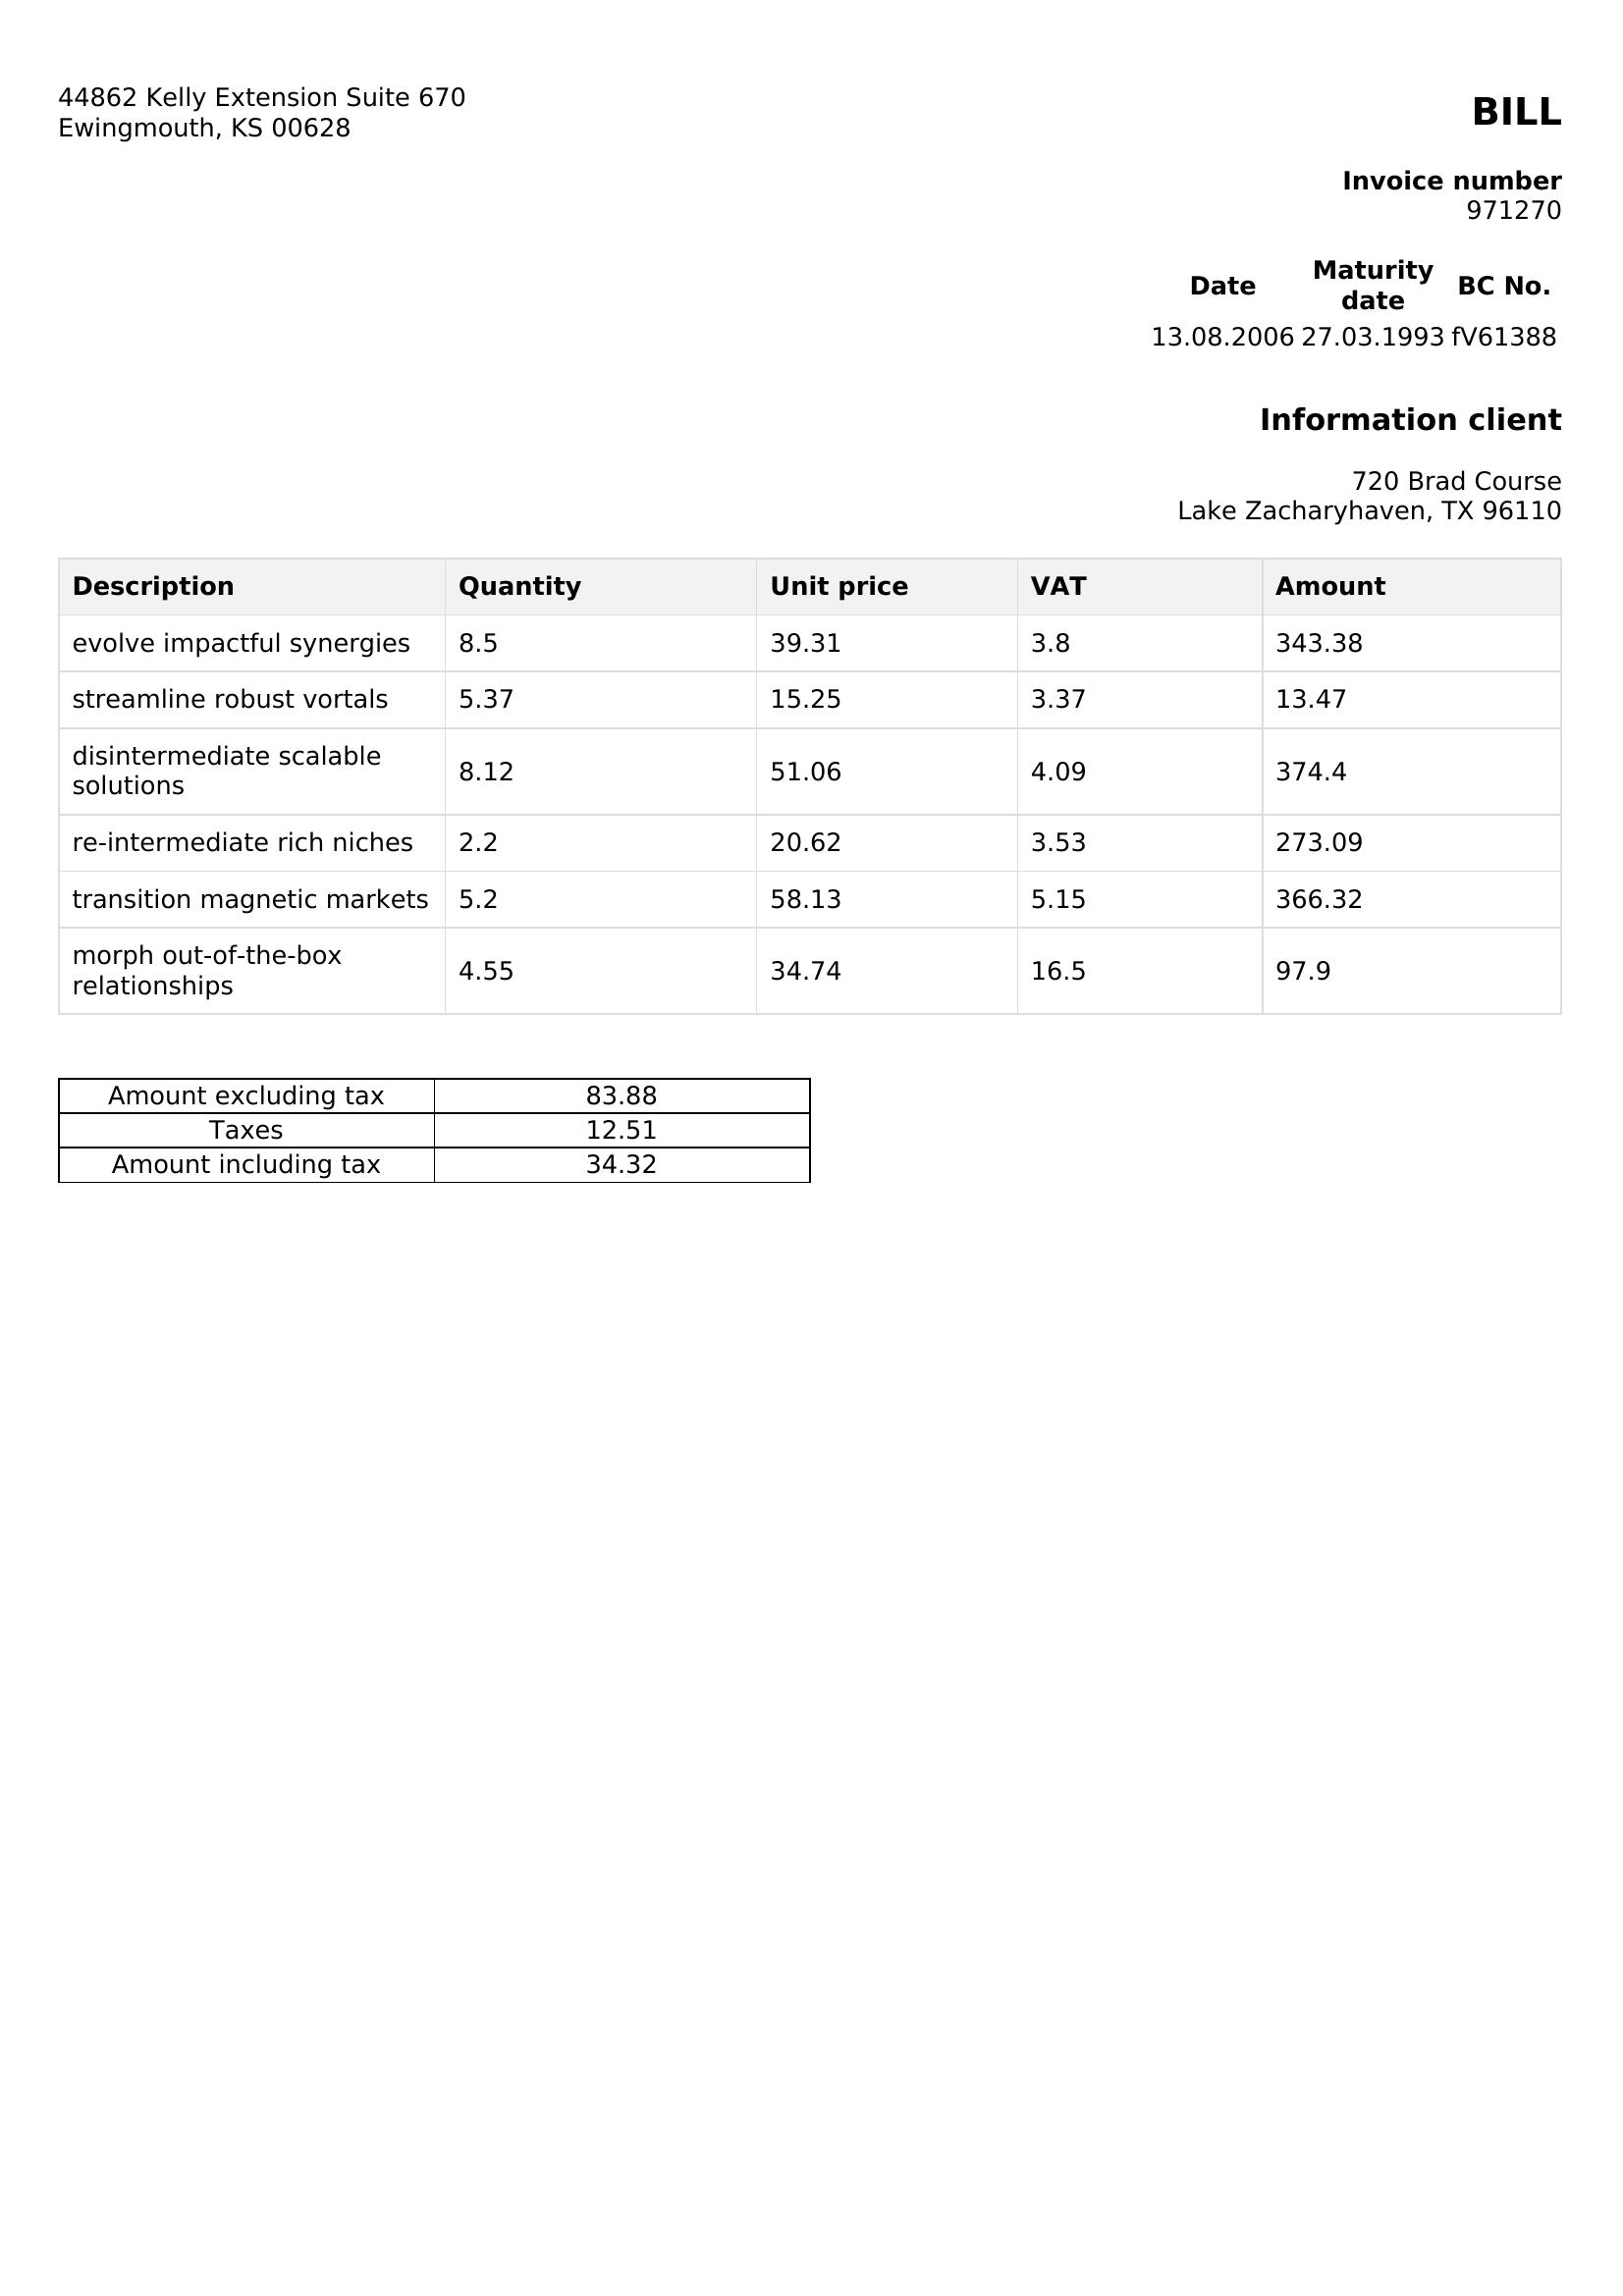 44862 Kelly Extension Suite 670
Ewingmouth, KS 00628
BILL
Invoice number
971270
Date Maturity date BC No.
13.08.2006 27.03.1993 fV61388
Information client
720 Brad Course
Lake Zacharyhaven, TX 96110
Description Quantity Unit price VAT Amount
evolve impactful synergies 8.5 39.31 3.8 343.38
streamline robust vortals 5.37 15.25 3.37 13.47
disintermediate scalable solutions 8.12 51.06 4.09 374.4
re-intermediate rich niches 2.2 20.62 3.53 273.09
transition magnetic markets 5.2 58.13 5.15 366.32
morph out-of-the-box relationships 4.55 34.74 16.5 97.9
Amount excluding tax 83.88
Taxes 12.51
Amount including tax 34.32